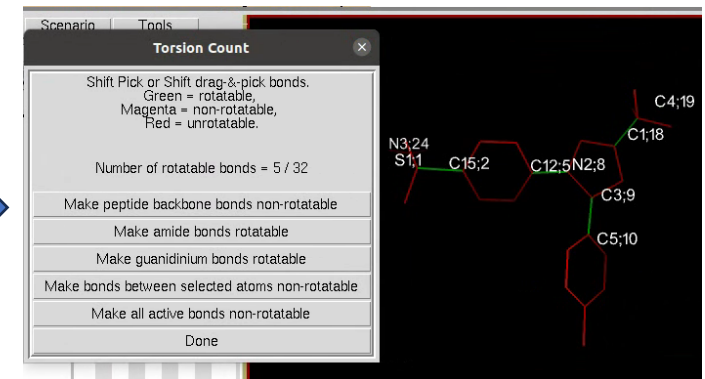 Scenario
Tools
Torsion Count
Shift Pick or Shift drag-&-pick bonds.
Green = rotatable,
Magenta = non-rotatable,
Red = unrotatable.
Number of rotatable bonds = 5 / 32
Make peptide backbone bonds non-rotatable
Make amide bonds rotatable
Make guanidinium bonds rotatable
Make bonds between selected atoms non-rotatable
Make all active bonds non-rotatable
Done
C4;19
C1;18
N3;24
S1;1
C15;2
C12;5
N2;8
C3;9
C5;10